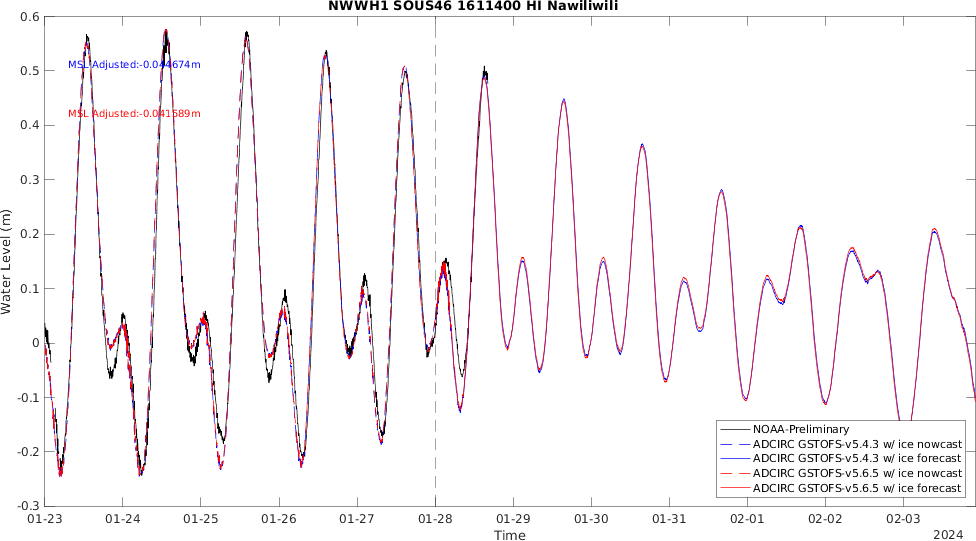 NWWH1 SOUS46 1611400 HI Nawiliwili
0.6
0.5
0.4
0.3
0.2
0.1
0
-0.1
-0.2
-0.3
Water Level (m)
MSL Adjusted:-0.044674m
MSL Adjusted:-0.041589m
NOAA-Preliminary
ADCIRC GSTOFS-v5.4.3 w/ ice nowcast
ADCIRC GSTOFS-v5.4.3 w/ ice forecast
ADCIRC GSTOFS-v5.6.5 w/ ice nowcast
ADCIRC GSTOFS-v5.6.5 w/ ice forecast
01-23 01-24 01-25 01-26 01-27 01-28 01-29 01-30 01-31 02-01 02-02 02-03
Time
2024